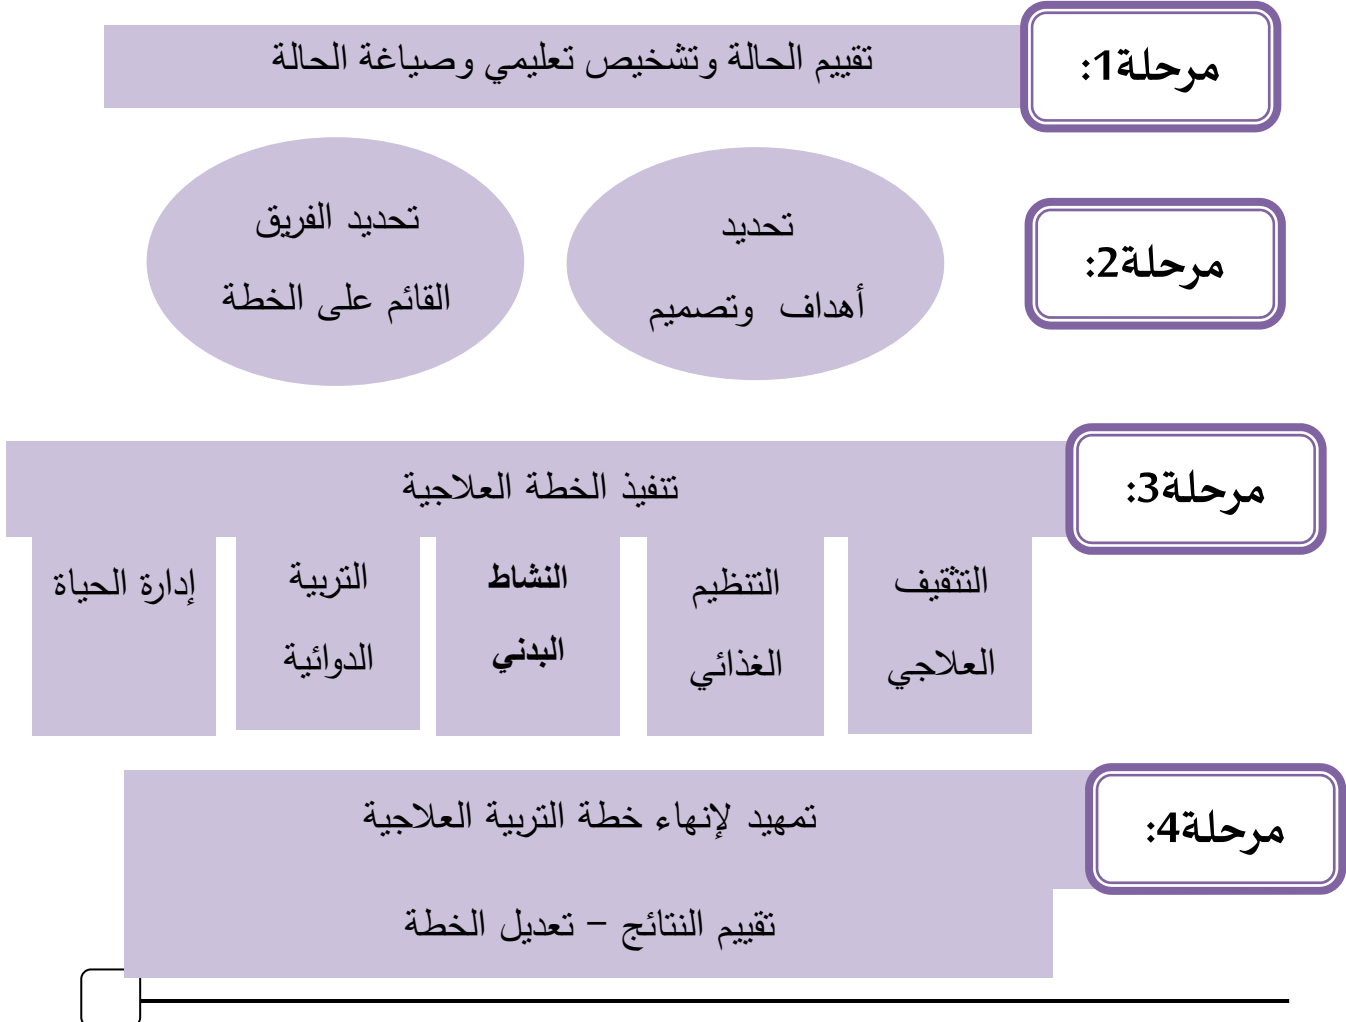 مرحلة1:
تقييم الحالة وتشخيص تعليمي وصياغة الحالة
مرحلة2:
تحديد
أهداف وتصميم
تحديد الفريق
القائم على الخطة
مرحلة3:
تنفيذ الخطة العلاجية
التثقيف
العلاجي
التنظيم
الغذائي
النشاط
البدني
التربية
الدوائية
إدارة الحياة
مرحلة4:
تمهيد لإنهاء خطة التربية العلاجية
تقييم النتائج – تعديل الخطة